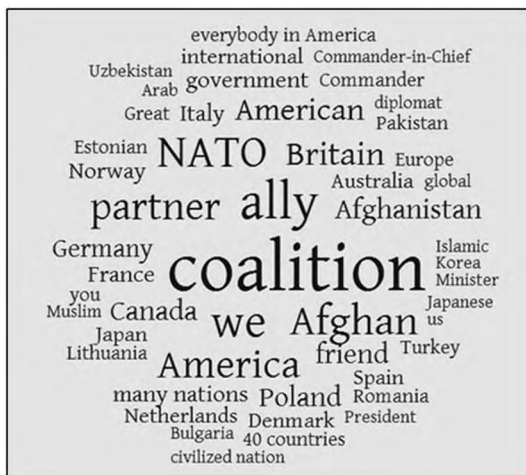 everybody in America
international Commander-in-Chief
Uzbekistan
Arab government Commander
Great Italy American diplomat
Pakistan
Estonian NATO Britain Europe
Norway Australia global
partner ally Afghanistan
Germany Islamic
France coalition Korea
Minister
you
Muslim Canada we Afghan Japanese
us
Japan
Lithuania America friend Turkey
Spain
many nations Poland Romania
Netherlands Denmark President
Bulgaria 40 countries
civilized nation